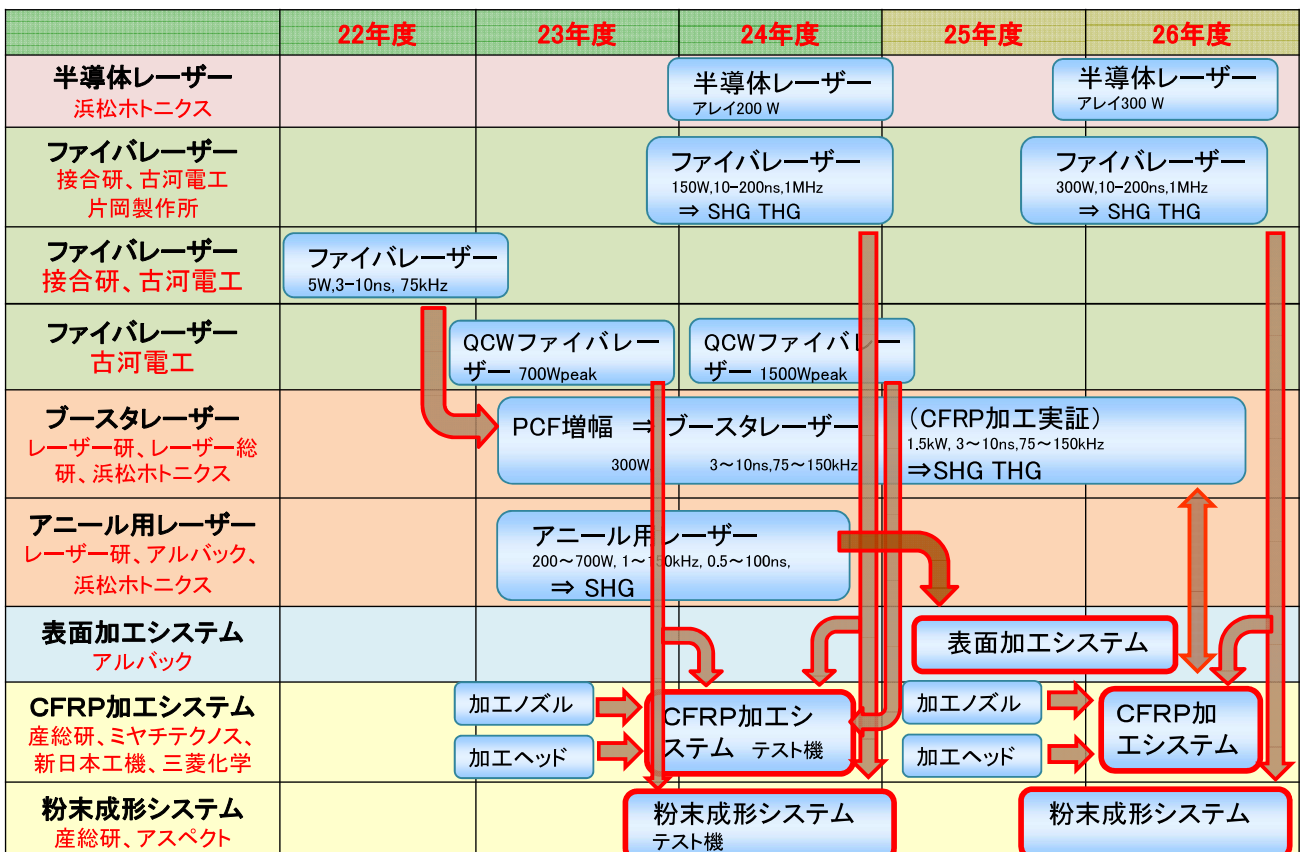 22年度 23年度 24年度 25年度 26年度
半導体レーザー
浜松ホトニクス
半導体レーザー
アレイ200 W
半導体レーザー
アレイ300 W
ファイバレーザー
接合研、古河電工
片岡製作所
ファイバレーザー
150W,10-200ns,1MHz
⇒ SHG THG
ファイバレーザー
300W,10-200ns,1MHz
⇒ SHG THG
ファイバレーザー
接合研、古河電工
ファイバレーザー
5W,3-10ns, 75kHz
ファイバレーザー
古河電工
QCWファイバレー
ザー 700Wpeak
QCWファイバレー
ザー 1500Wpeak
ブースタレーザー
レーザー研、レーザー総
研、浜松ホトニクス
PCF増幅 ⇒ ブースタレーザー
300W 3～10ns,75～150kHz
(CFRP加工実証)
1.5kW, 3～10ns,75～150kHz
⇒SHG THG
アニール用レーザー
レーザー研、アルバック、
浜松ホトニクス
アニール用レーザー
200～700W, 1～150kHz, 0.5～100ns,
⇒ SHG
表面加工システム
アルバック
表面加工システム
CFRP加工システム
産総研、ミヤチテクノス、
新日本工機、三菱化学
加工ノズル
加工ヘッド
CFRP加工シ
ステム テスト機
加工ノズル
加工ヘッド
CFRP加
工システム
粉末成形システム
産総研、アスペクト
粉末成形システム
テスト機
粉末成形システム